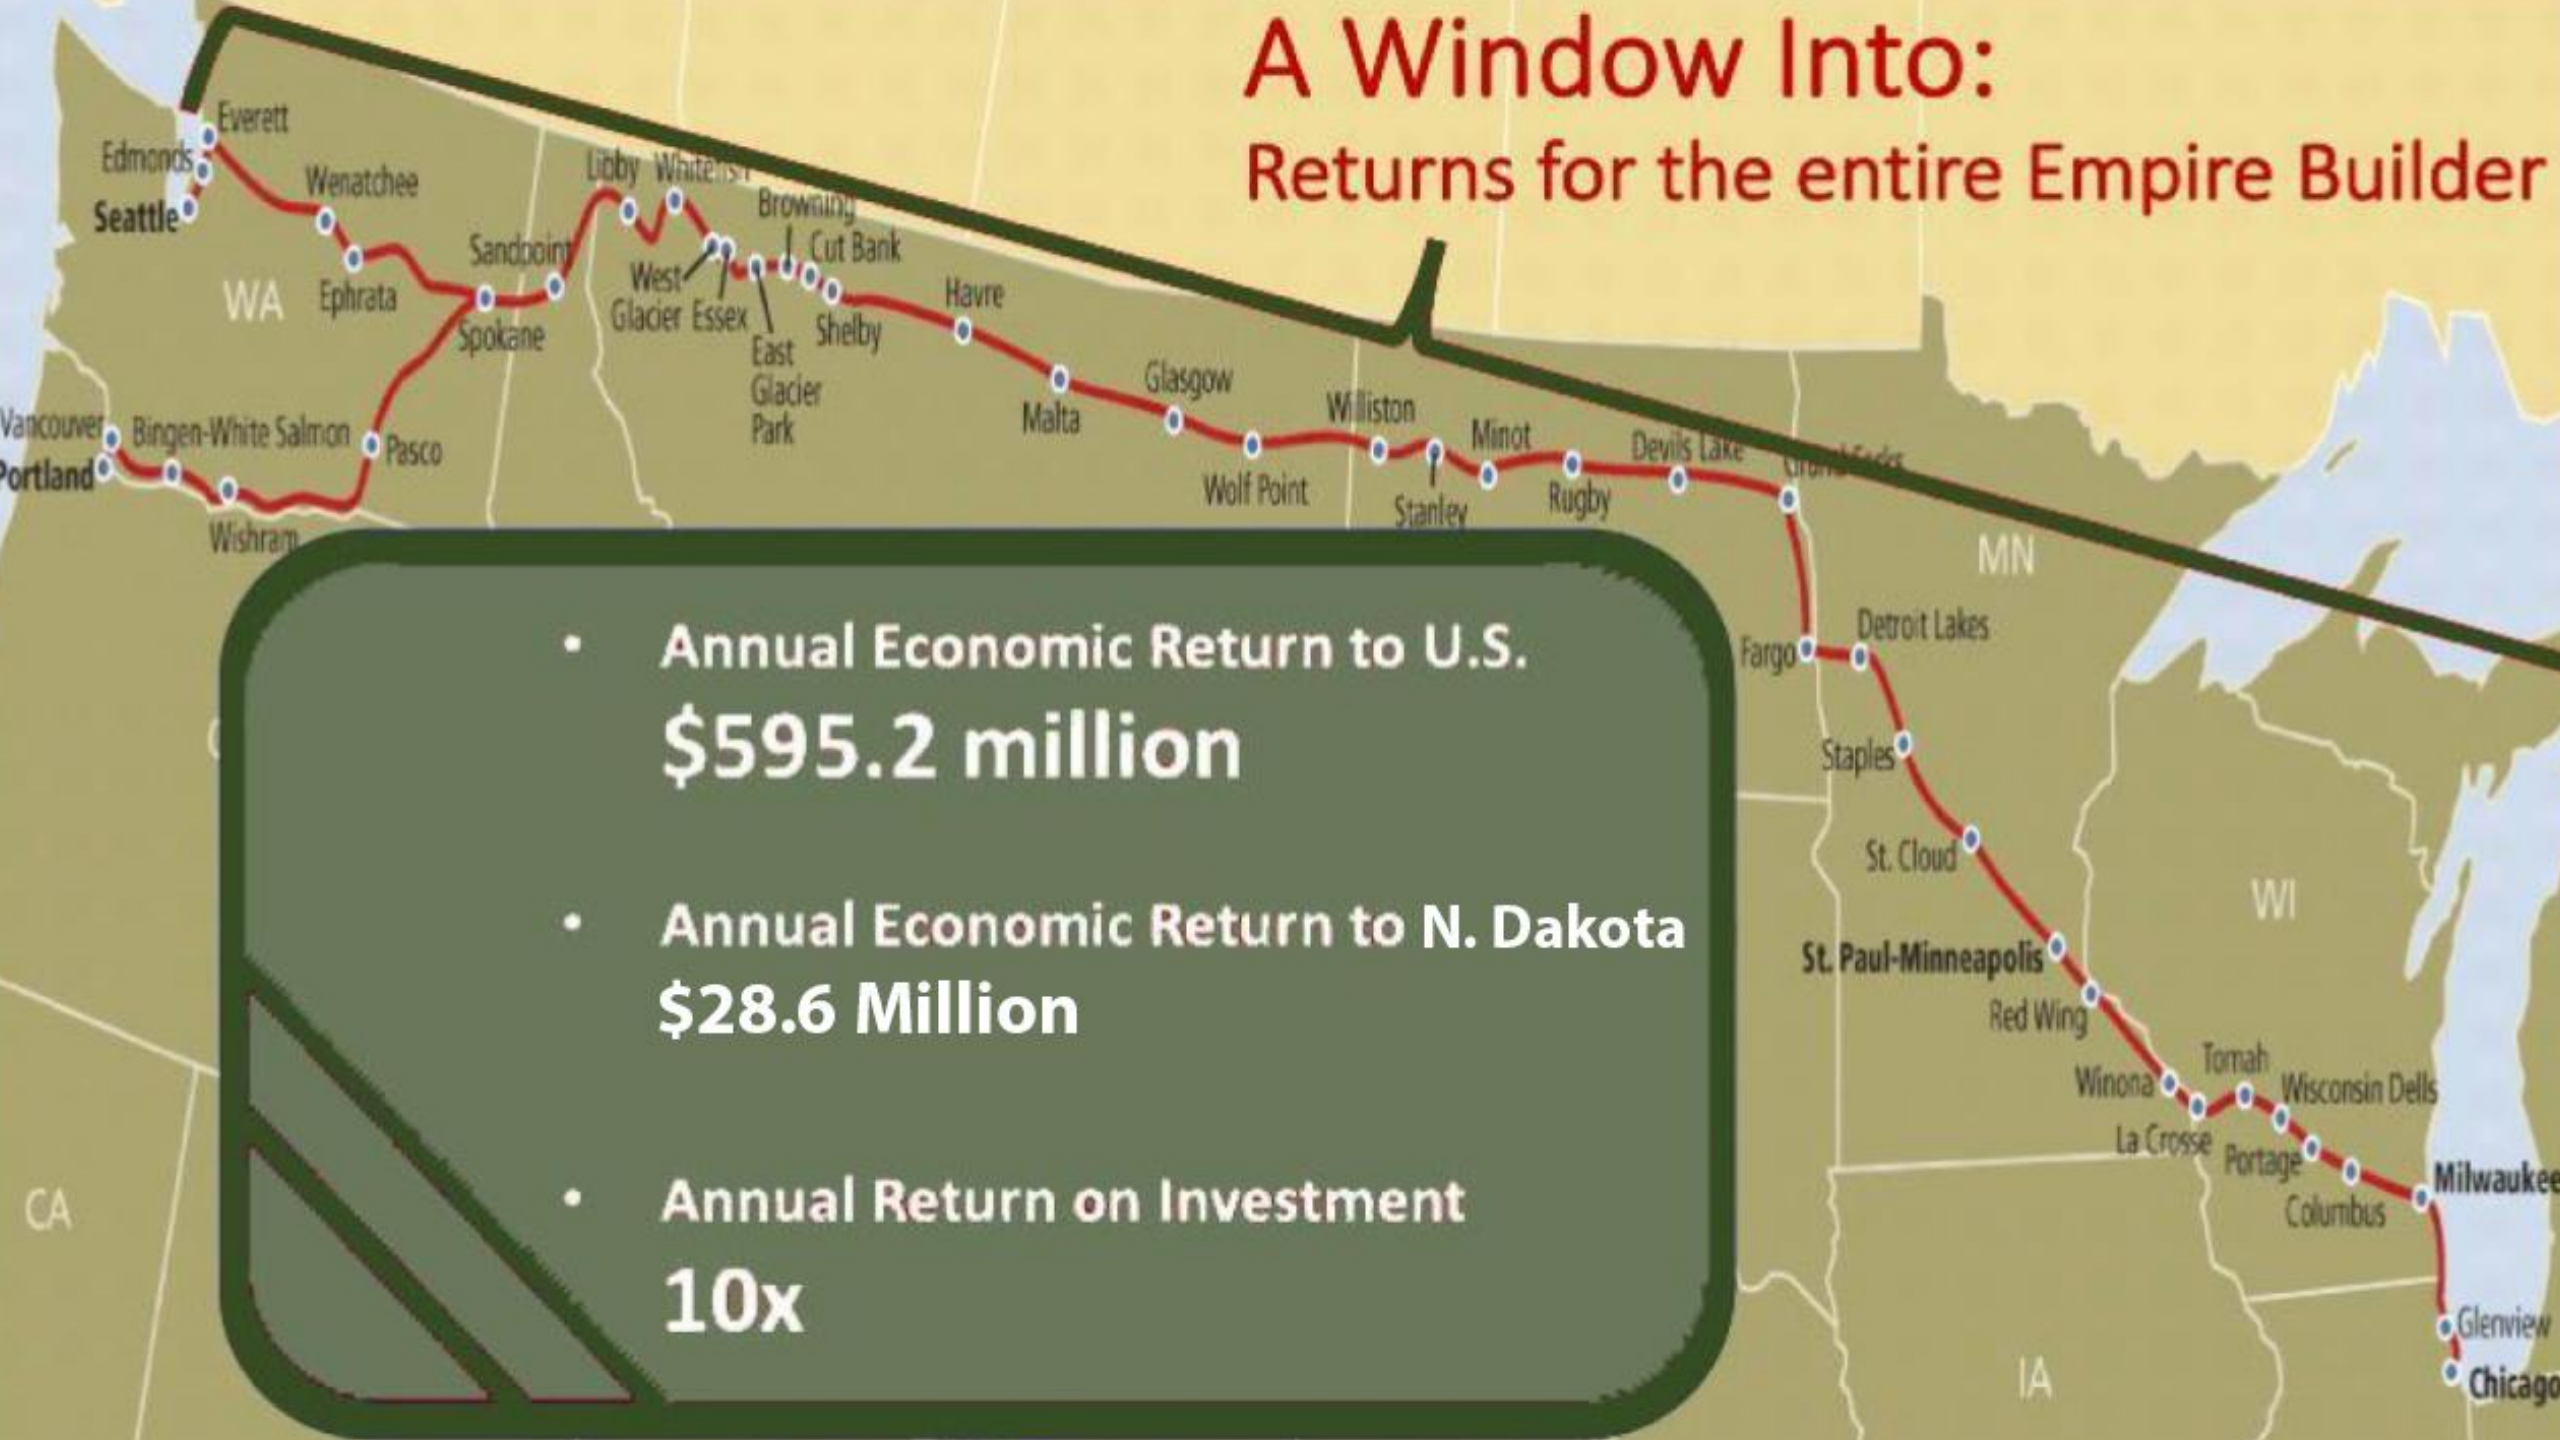 A Window Into:
Returns for the entire Empire Builder
Everett
Edmonds
Seattle
Wenatchee
Ephrata
WA
Spokane
Sandpoint
Libby
Whitefish
West
Glacier
Essex
Browning
East
Glacier
Park
Cut Bank
Shelby
Havre
Malta
Glasgow
Wolf Point
Williston
Stanley
Minot
Rugby
Devils Lake
Grand Forks
Vancouver
Portland
Bingen-White Salmon
Wishram
Pasco
MN
Fargo
Detroit Lakes
Staples
St. Cloud
St. Paul-Minneapolis
Red Wing
WI
Winona
La Crosse
Tomah
Wisconsin Dells
Portage
Columbus
Milwaukee
Glenview
Chicago
IA
CA
• Annual Economic Return to U.S.
$595.2 million
• Annual Economic Return to N. Dakota
$28.6 Million
• Annual Return on Investment
10x